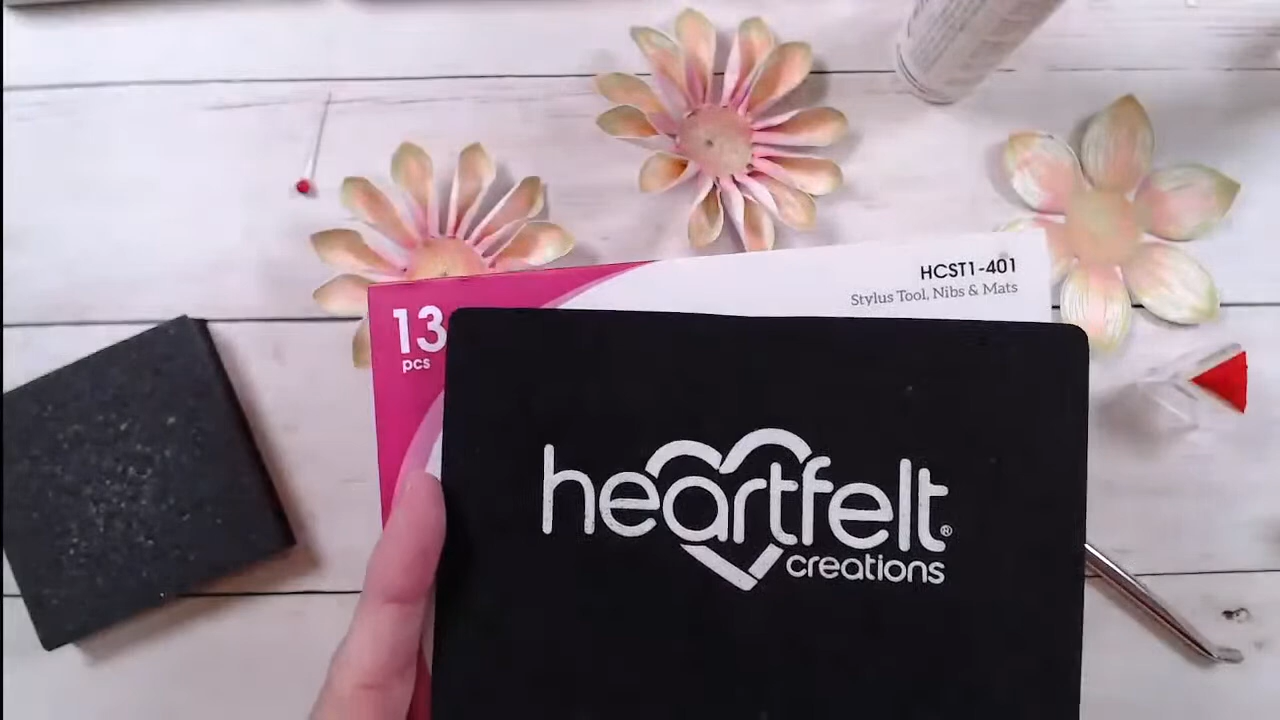 HCST1-401
Stylus Tool, Nibs & Mats
13
pcs
heartfelt®
creations